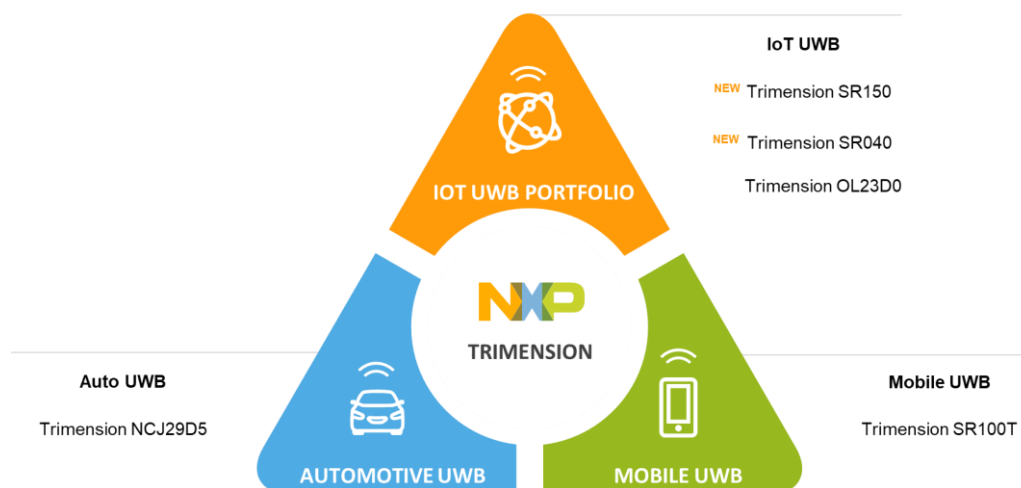 IoT UWB
NEW Trimension SR150
NEW Trimension SR040
Trimension OL23D0
IOT UWB PORTFOLIO
NXP
TRIMENSION
Auto UWB
Trimension NCJ29D5
Mobile UWB
Trimension SR100T
AUTOMOTIVE UWB
MOBILE UWB